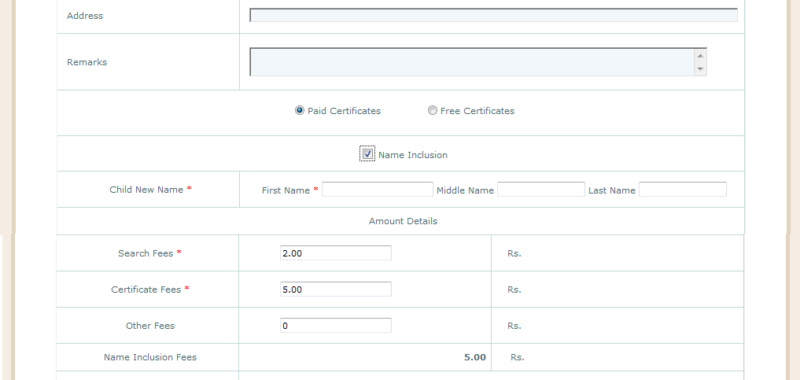 Address
Remarks
Paid Certificates Free Certificates
Name Inclusion
Child New Name * First Name * Middle Name Last Name
Amount Details
Search Fees * 2.00 Rs.
Certificate Fees * 5.00 Rs.
Other Fees 0 Rs.
Name Inclusion Fees 5.00 Rs.